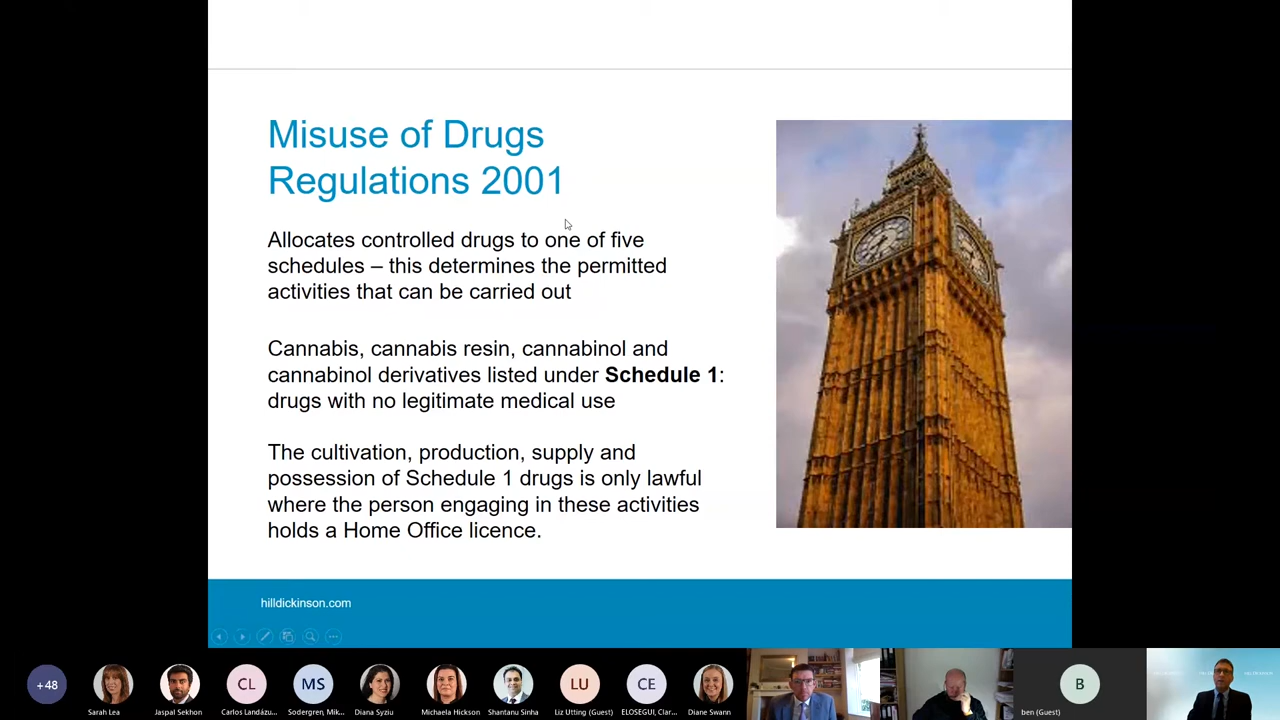 Misuse of Drugs
Regulations 2001
Allocates controlled drugs to one of five
schedules – this determines the permitted
activities that can be carried out
Cannabis, cannabis resin, cannabinol and
cannabinol derivatives listed under Schedule 1:
drugs with no legitimate medical use
The cultivation, production, supply and
possession of Schedule 1 drugs is only lawful
where the person engaging in these activities
holds a Home Office licence.
hilldickinson.com
+48
CL
MS
LU
CE
B
Sarah Lea
Jaspal Sekhon
Carlos Landázu...
Sodergren, Mik...
Diana Syziu
Michaela Hickson
Shantanu Sinha
Liz Utting (Guest)
ELOSEGUI, Clar...
Diane Swann
ben (Guest)